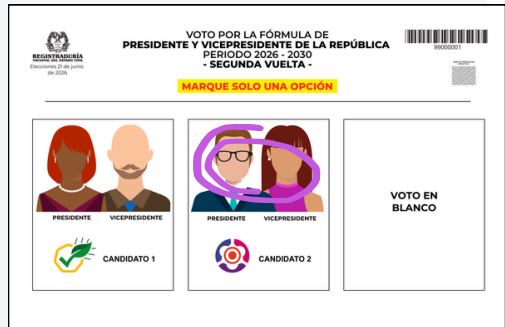 REGISTRADURÍA
NACIONAL DEL ESTADO CIVIL
Elecciones 21 de junio
de 2026
VOTO POR LA FÓRMULA DE
PRESIDENTE Y VICEPRESIDENTE DE LA REPÚBLICA
PERIODO 2026 - 2030
- SEGUNDA VUELTA -
99000001
MARQUE SOLO UNA OPCIÓN
PRESIDENTE VICEPRESIDENTE
CANDIDATO 1
PRESIDENTE VICEPRESIDENTE
CANDIDATO 2
VOTO EN
BLANCO